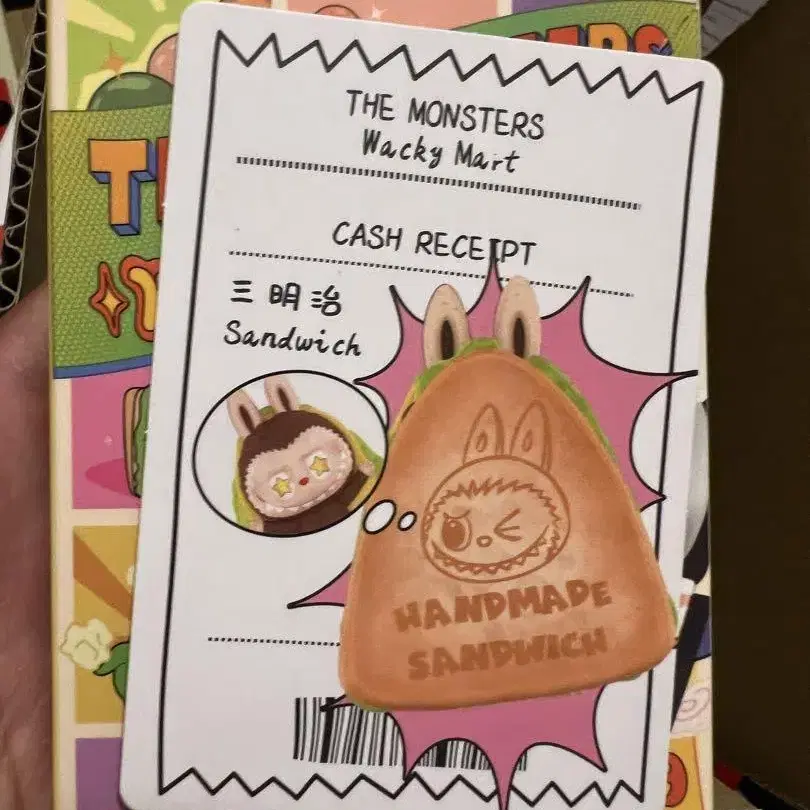 THE MONSTERS
Wacky Mart
CASH RECEIPT
三明治
Sandwich
HANDMADE
SANDWICH